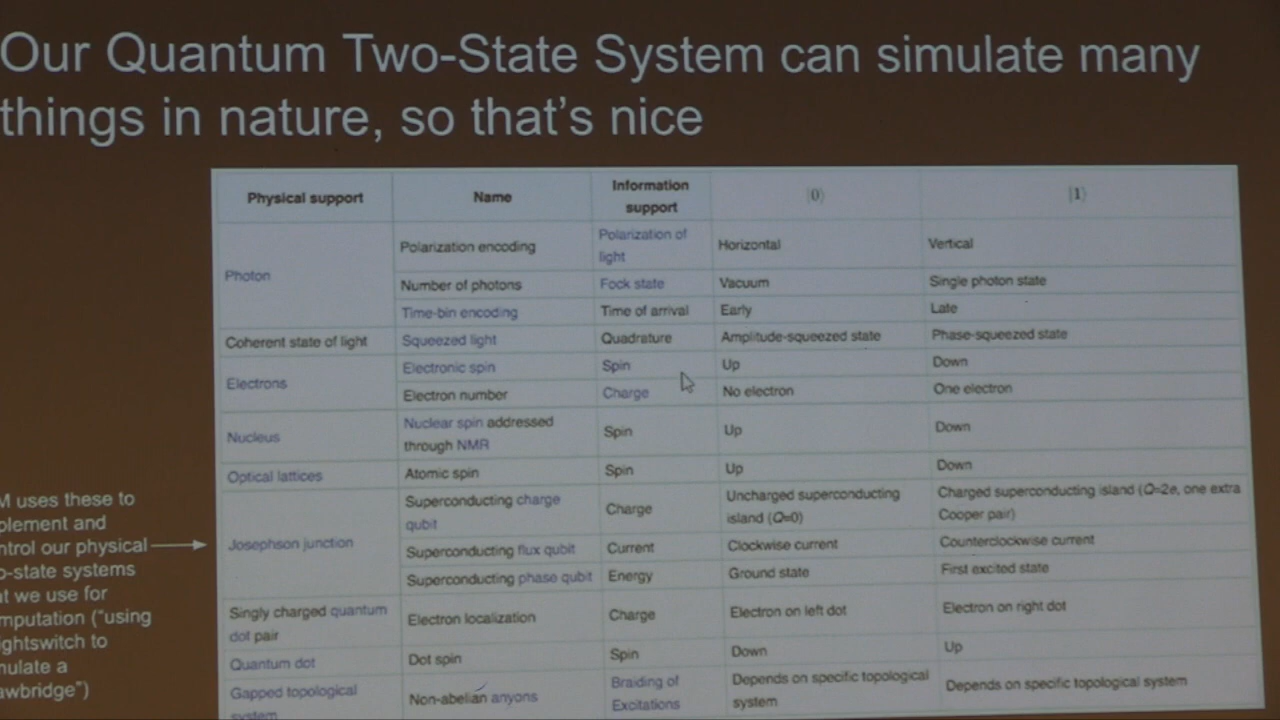 Our Quantum Two-State System can simulate many
things in nature, so that's nice
Physical support Name Information support |0⟩ |1⟩
Photon
Polarization encoding Polarization of light Horizontal Vertical
Number of photons Fock state Vacuum Single photon state
Time-bin encoding Time of arrival Early Late
Coherent state of light Squeezed light Quadrature Amplitude-squeezed state Phase-squeezed state
Electrons
Electronic spin Spin Up Down
Electron number Charge No electron One electron
Nucleus Nuclear spin addressed through NMR Spin Up Down
Optical lattices Atomic spin Spin Up Down
Josephson junction
Superconducting charge qubit Charge Uncharged superconducting island (Q=0) Charged superconducting island (Q=2e, one extra Cooper pair)
Superconducting flux qubit Current Clockwise current Counterclockwise current
Superconducting phase qubit Energy Ground state First excited state
Singly charged quantum dot pair Electron localization Charge Electron on left dot Electron on right dot
Quantum dot Dot spin Spin Down Up
Gapped topological system Non-abelian anyons Braiding of Excitations Depends on specific topological system Depends on specific topological system
M uses these to
plement and
ntrol our physical
o-state systems
at we use for
mputation ("using
ghtswitch to
mulate a
awbridge")